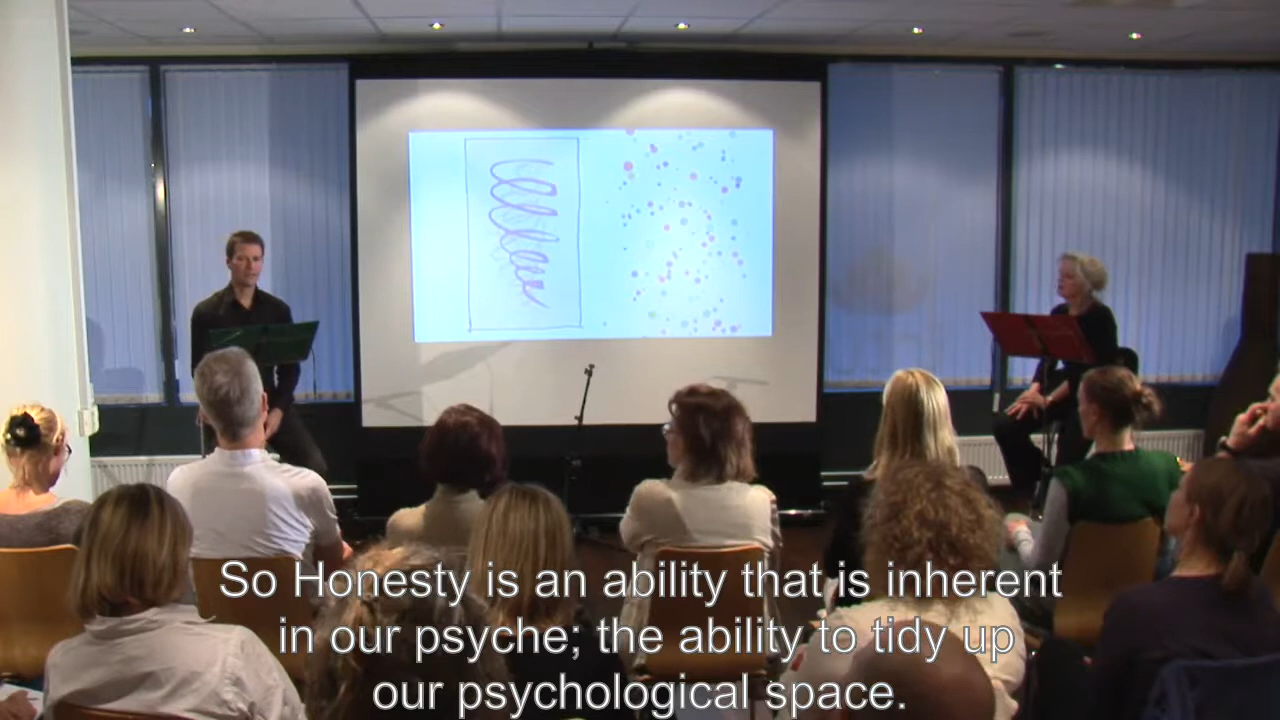 So Honesty is an ability that is inherent
in our psyche; the ability to tidy up
our psychological space.